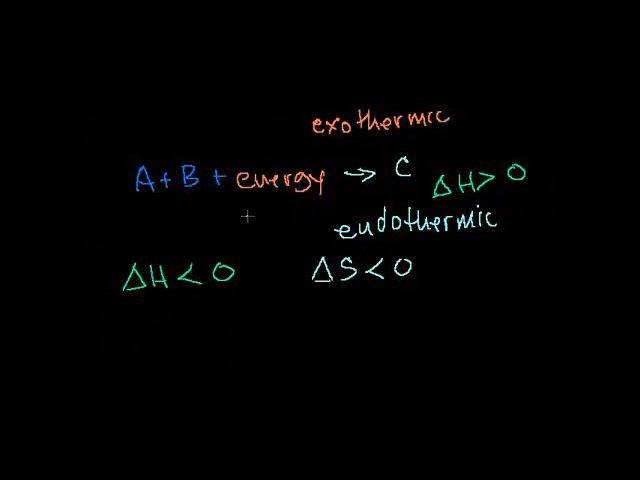 exothermic
A + B + energy → C ΔH > 0
endothermic
ΔH < 0 ΔS < 0